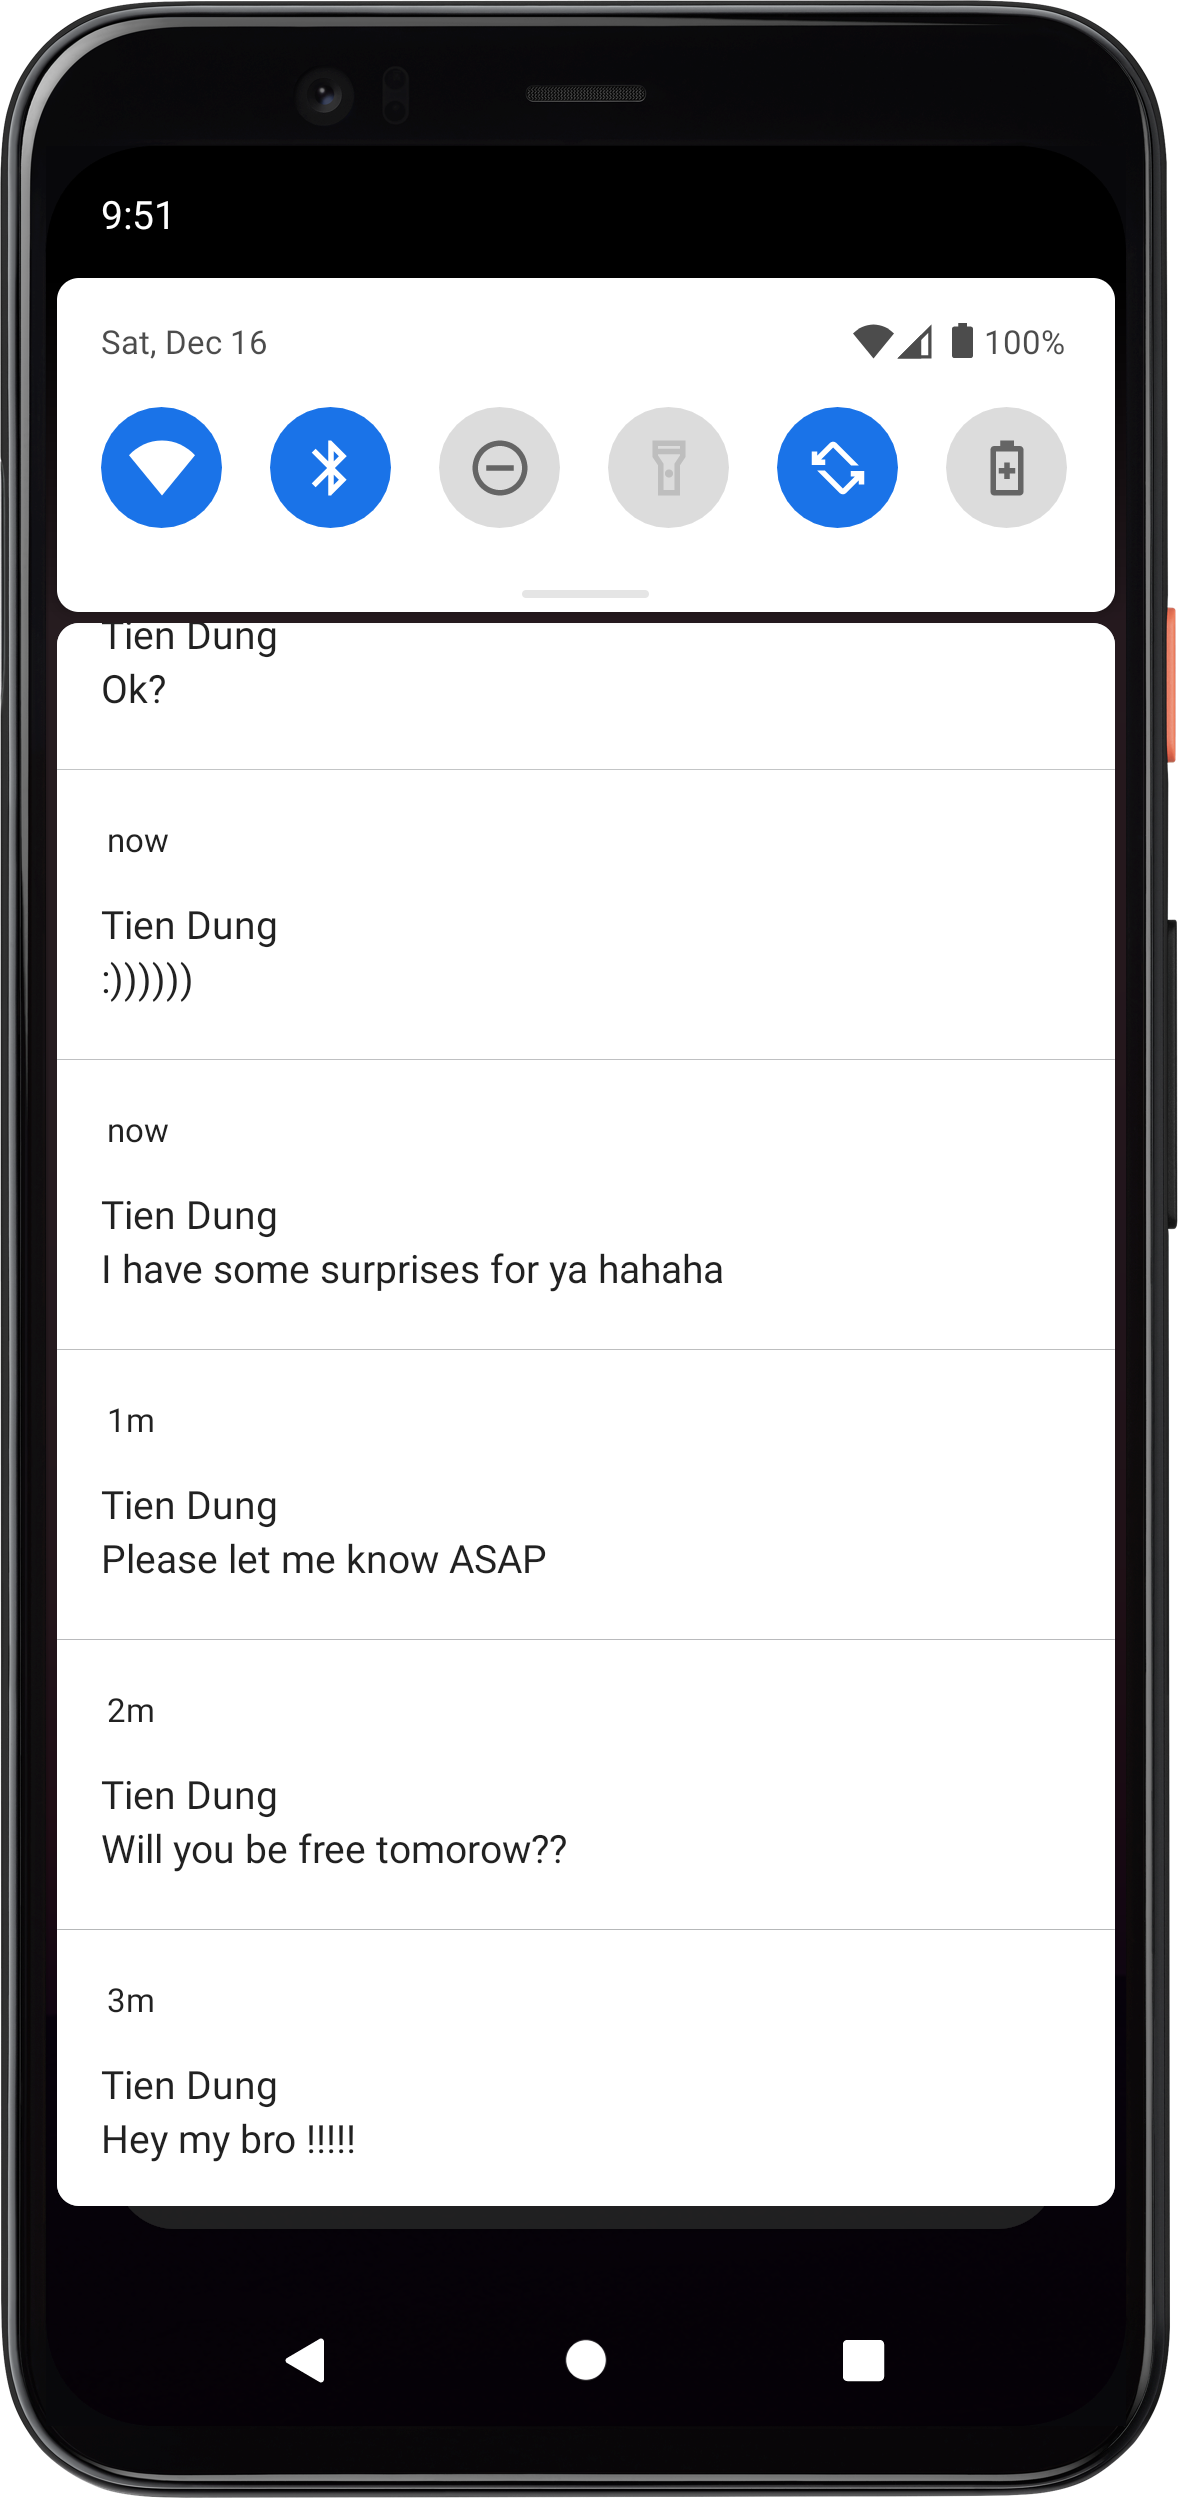 9:51
Sat, Dec 16
100%
Tien Dung
Ok?
now
Tien Dung
:))))))
now
Tien Dung
I have some surprises for ya hahaha
1m
Tien Dung
Please let me know ASAP
2m
Tien Dung
Will you be free tomorow??
3m
Tien Dung
Hey my bro !!!!!